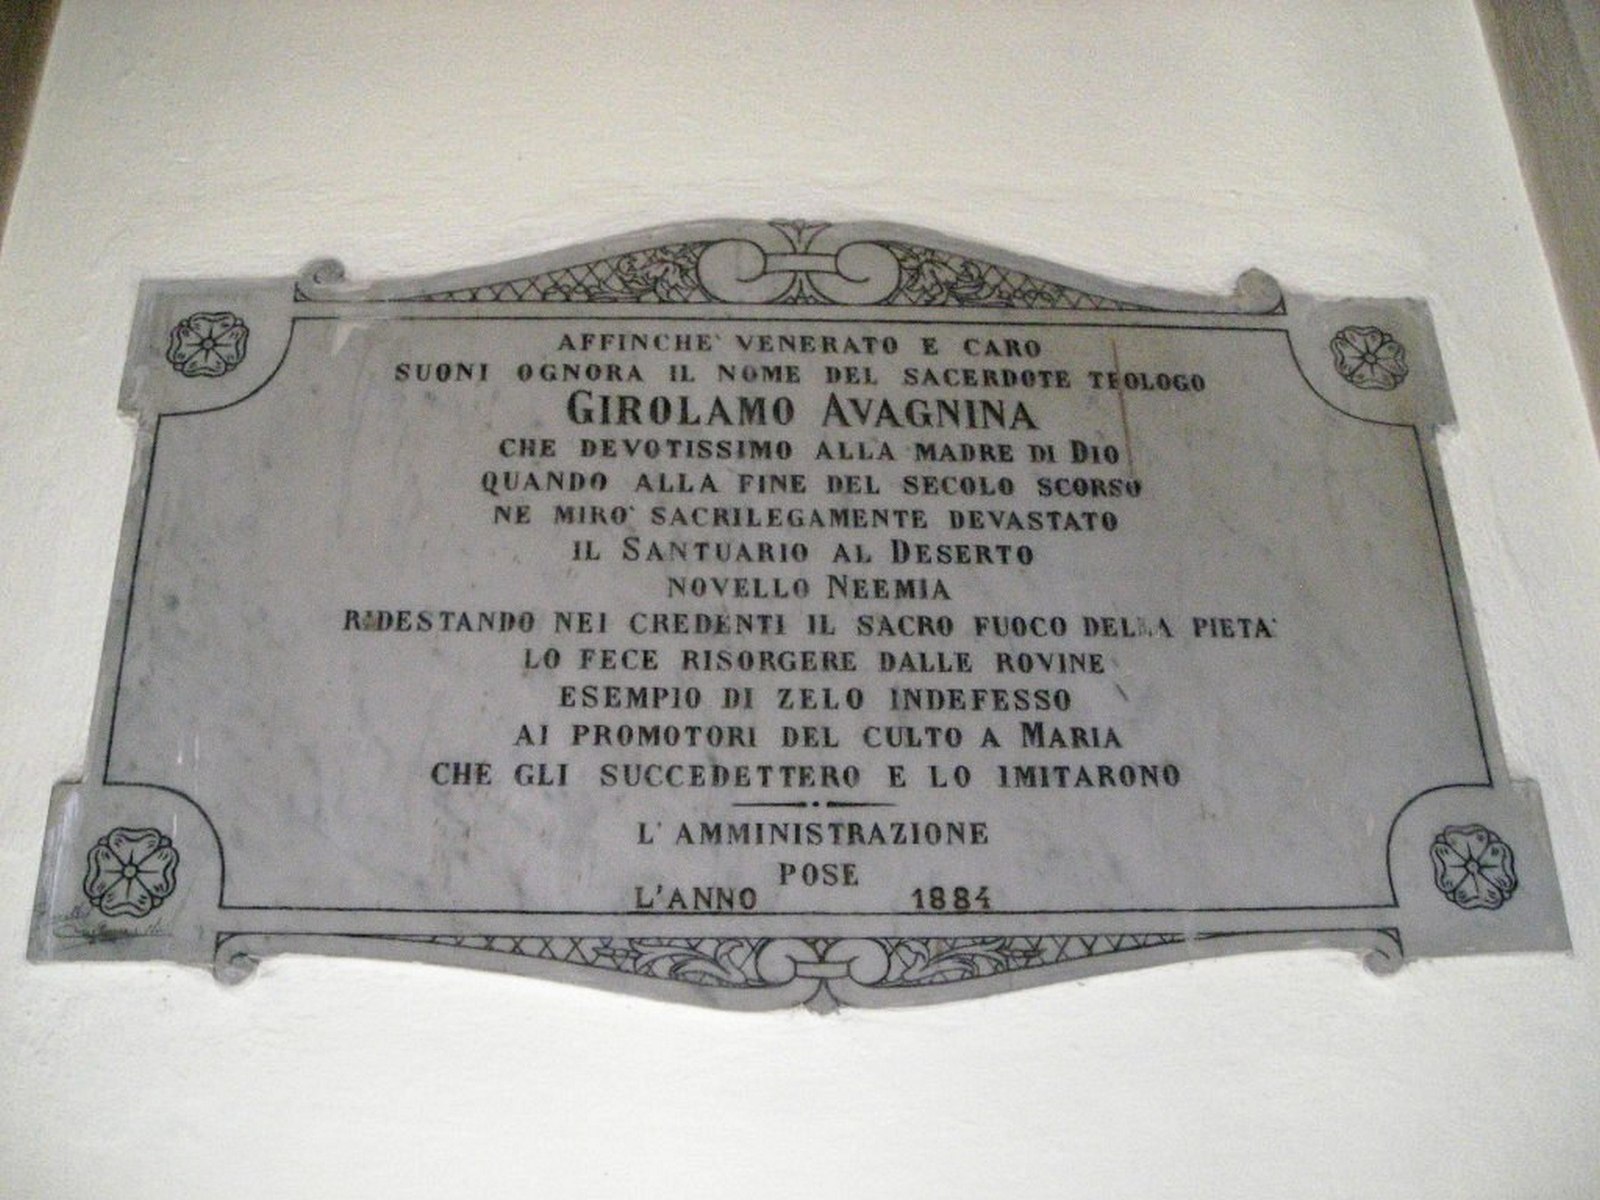 AFFINCHE' VENERATO E CARO
SUONI OGNORA IL NOME DEL SACERDOTE TEOLOGO
GIROLAMO AVAGNINA
CHE DEVOTISSIMO ALLA MADRE DI DIO
QUANDO ALLA FINE DEL SECOLO SCORSO
NE MIRO' SACRILEGAMENTE DEVASTATO
IL SANTUARIO AL DESERTO
NOVELLO NEEMIA
RIDESTANDO NEI CREDENTI IL SACRO FUOCO DELLA PIETA'
LO FECE RISORGERE DALLE ROVINE
ESEMPIO DI ZELO INDEFESSO
AI PROMOTORI DEL CULTO A MARIA
CHE GLI SUCCEDETTERO E LO IMITARONO
L'AMMINISTRAZIONE
POSE
L'ANNO 1884